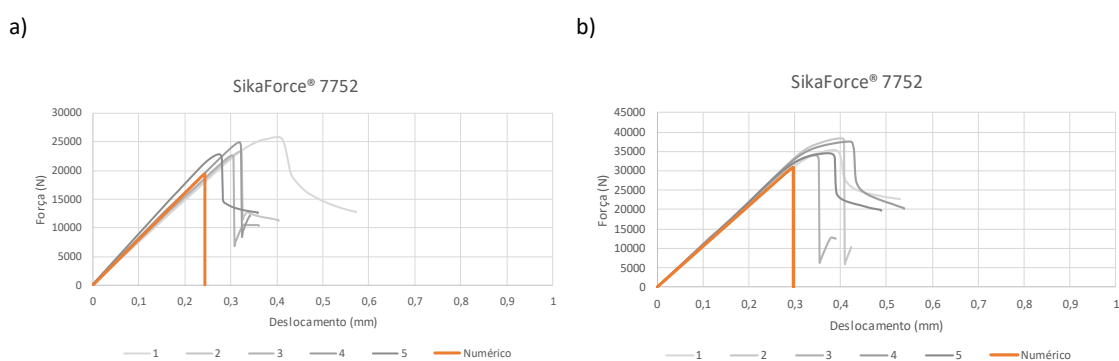 a)
SikaForce® 7752
30000
25000
20000
15000
10000
5000
0
Força (N)
0 0,1 0,2 0,3 0,4 0,5 0,6 0,7 0,8 0,9 1
Deslocamento (mm)
1 2 3 4 5 Numérico
b)
SikaForce® 7752
45000
40000
35000
30000
25000
20000
15000
10000
5000
0
Força (N)
0 0,1 0,2 0,3 0,4 0,5 0,6 0,7 0,8 0,9 1
Deslocamento (mm)
1 2 3 4 5 Numérico